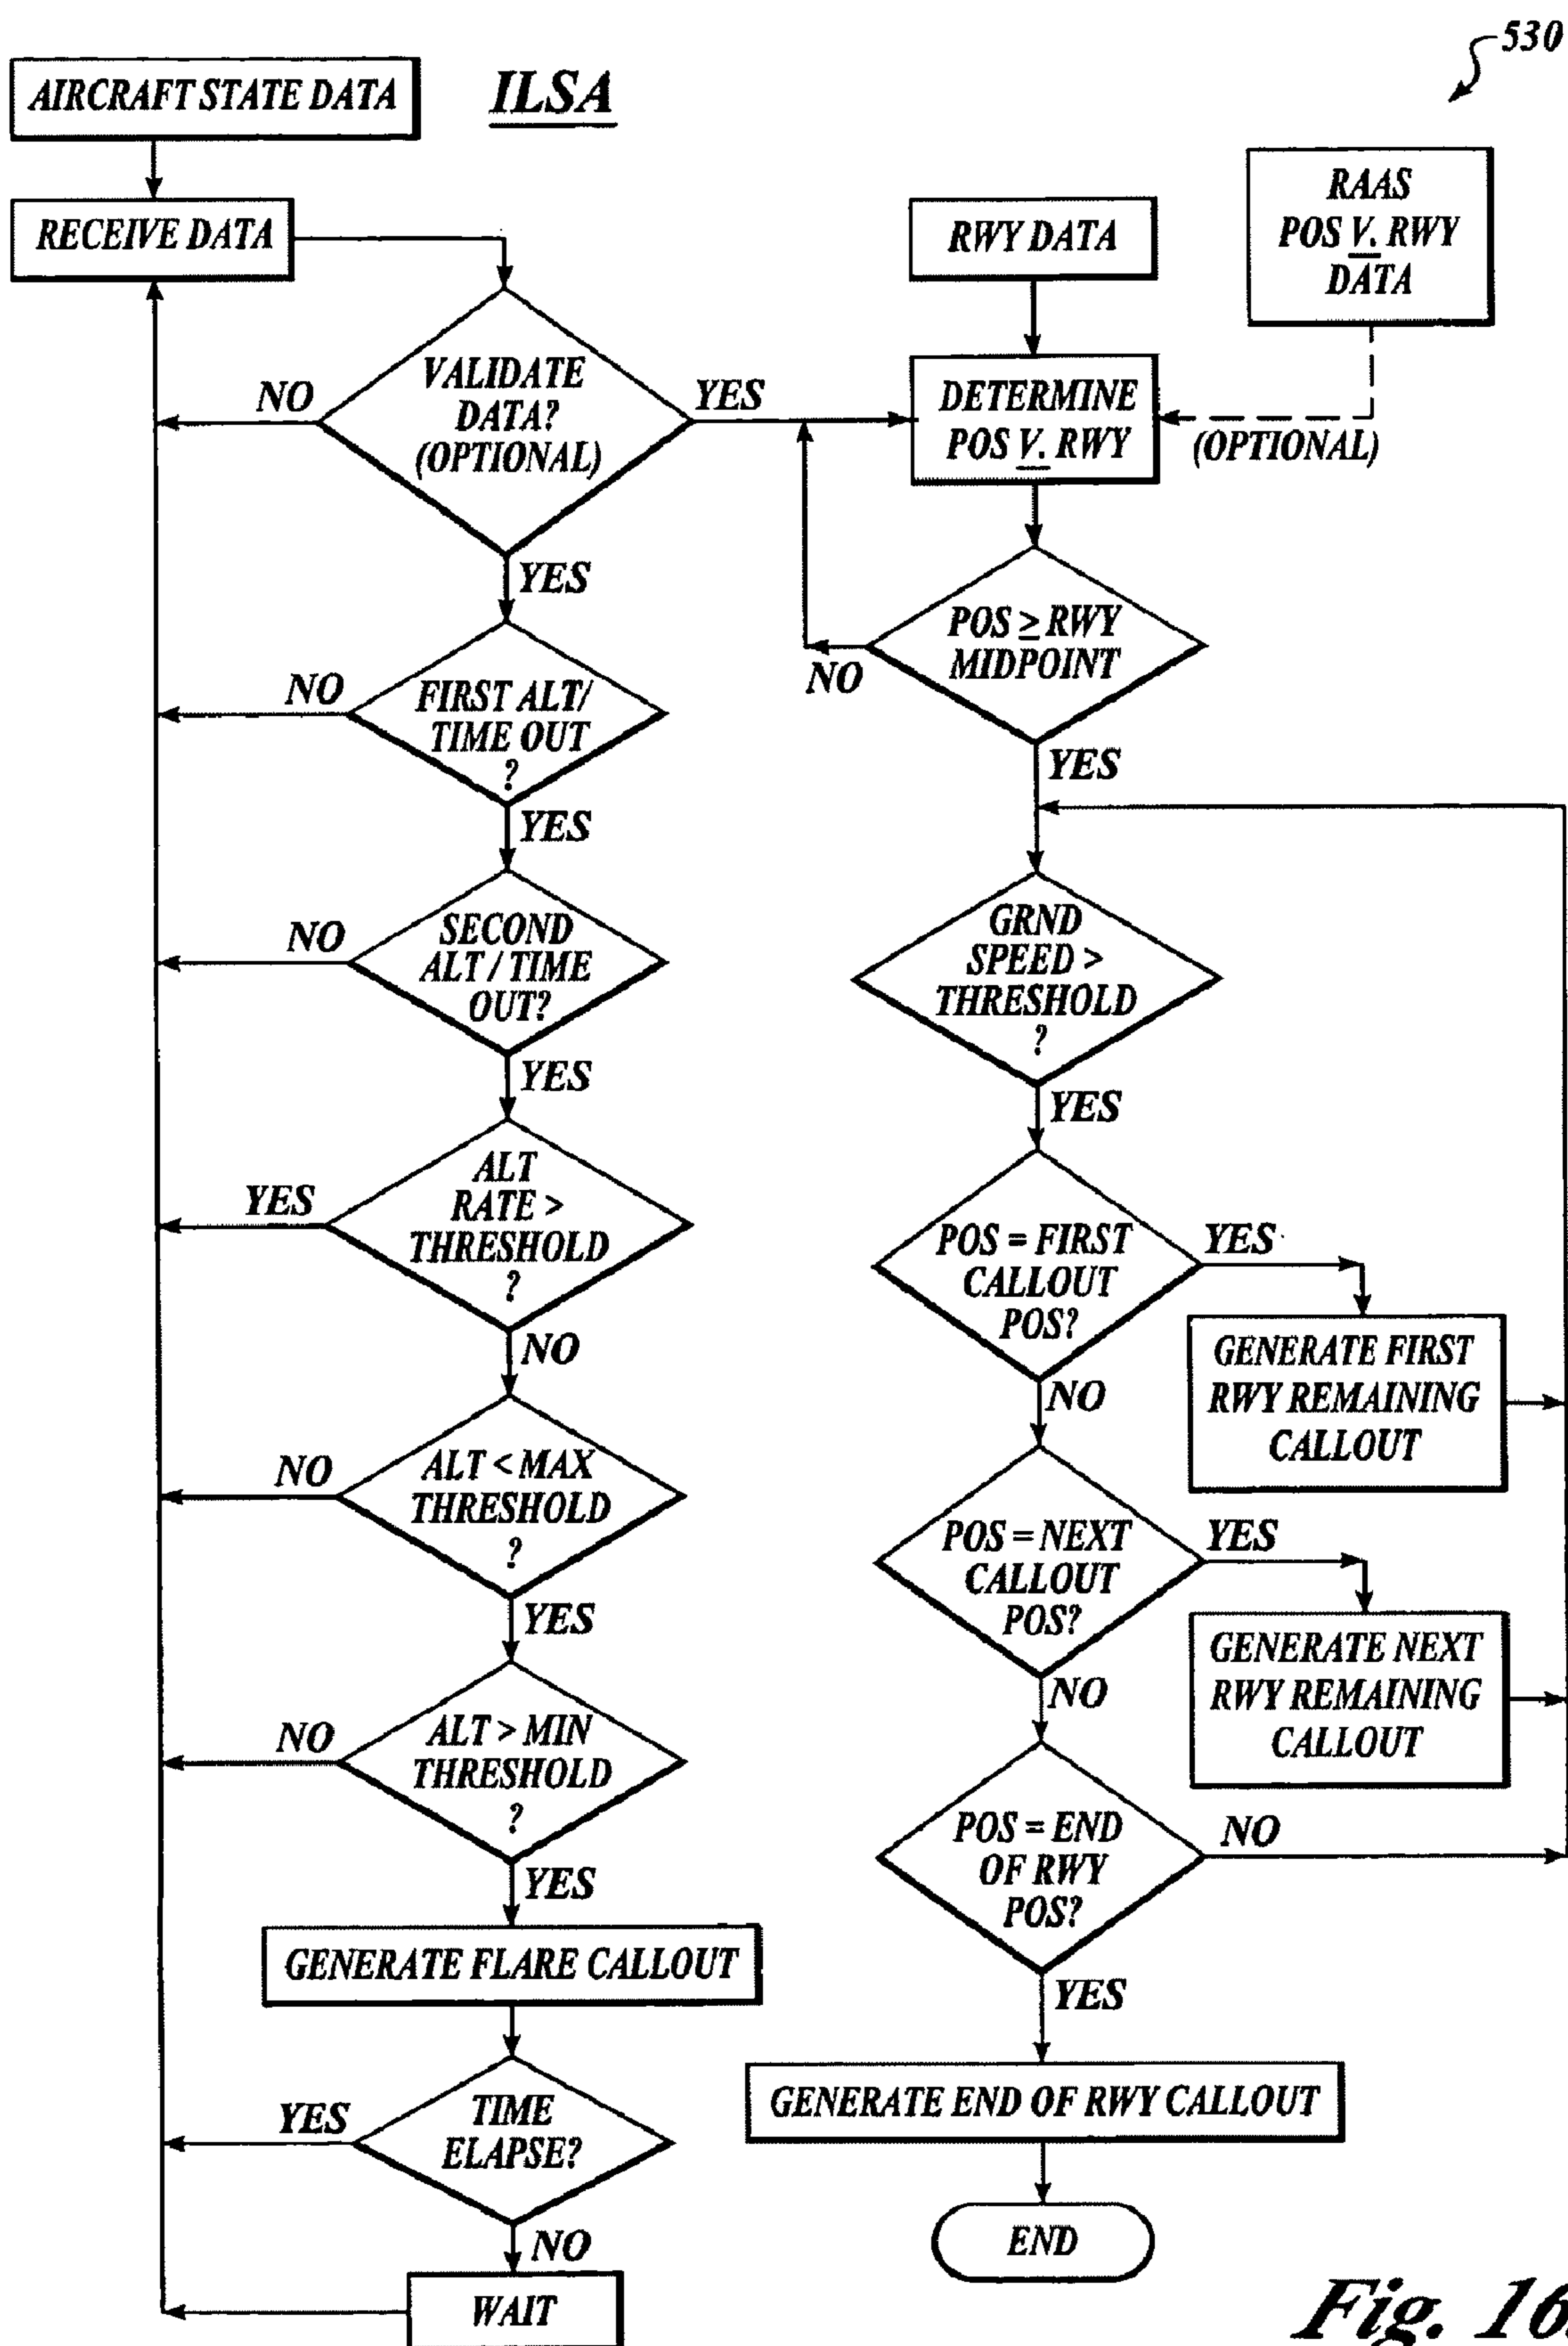 530
AIRCRAFT STATE DATA
ILSA
RECEIVE DATA
RWY DATA
RAAS
POS V. RWY
DATA
VALIDATE
DATA?
(OPTIONAL)
NO
YES
DETERMINE
POS V. RWY
(OPTIONAL)
YES
POS ≥ RWY
MIDPOINT
NO
YES
FIRST ALT/
TIME OUT
?
NO
YES
SECOND
ALT / TIME
OUT?
NO
YES
GRND
SPEED >
THRESHOLD
?
YES
ALT
RATE >
THRESHOLD
?
YES
NO
POS = FIRST
CALLOUT
POS?
YES
NO
GENERATE FIRST
RWY REMAINING
CALLOUT
ALT < MAX
THRESHOLD
?
NO
YES
POS = NEXT
CALLOUT
POS?
YES
NO
GENERATE NEXT
RWY REMAINING
CALLOUT
ALT > MIN
THRESHOLD
?
NO
YES
POS = END
OF RWY
POS?
NO
YES
GENERATE FLARE CALLOUT
GENERATE END OF RWY CALLOUT
TIME
ELAPSE?
YES
NO
END
WAIT
Fig. 16.